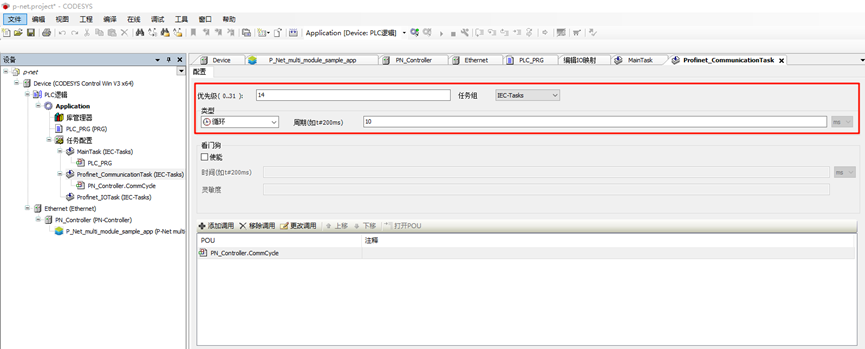 p-net.project* - CODESYS
文件 编辑 视图 工程 编译 在线 调试 工具 窗口 帮助
Application [Device: PLC逻辑]
设备
p-net
Device (CODESYS Control Win V3 x64)
PLC逻辑
Application
库管理器
PLC_PRG (PRG)
任务配置
MainTask (IEC-Tasks)
PLC_PRG
Profinet_CommunicationTask (IEC-Tasks)
PN_Controller.CommCycle
Profinet_IOTask (IEC-Tasks)
Ethernet (Ethernet)
PN_Controller (PN-Controller)
P_Net_multi_module_sample_app (P-Net multi
Device P_Net_multi_module_sample_app PN_Controller Ethernet PLC_PRG 编辑IO映射 MainTask Profinet_CommunicationTask
配置
优先级( 0..31 ): 14 任务组 IEC-Tasks
类型
循环 周期(如t#200ms) 10 ms
看门狗
使能
时间(如t#200ms) ms
灵敏度
添加调用 移除调用 更改调用 上移 下移 打开POU
POU 注释
PN_Controller.CommCycle